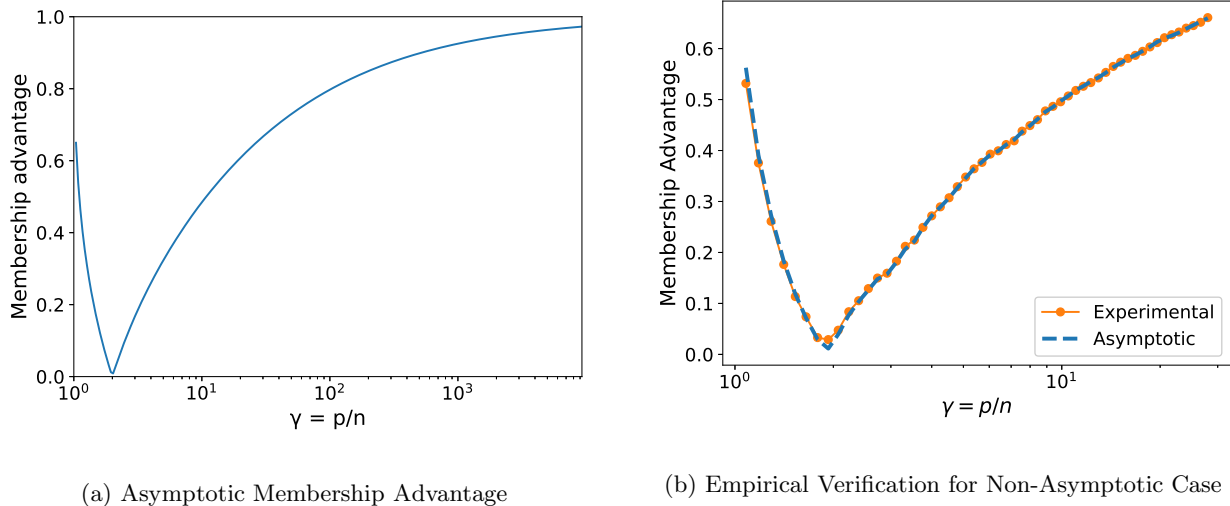 1.0
0.8
0.6
0.4
0.2
0.0
Membership advantage
10⁰
10¹
10²
10³
γ = p/n
(a) Asymptotic Membership Advantage
0.6
0.5
0.4
0.3
0.2
0.1
0.0
Membership Advantage
Experimental
Asymptotic
10⁰
10¹
γ = p/n
(b) Empirical Verification for Non-Asymptotic Case